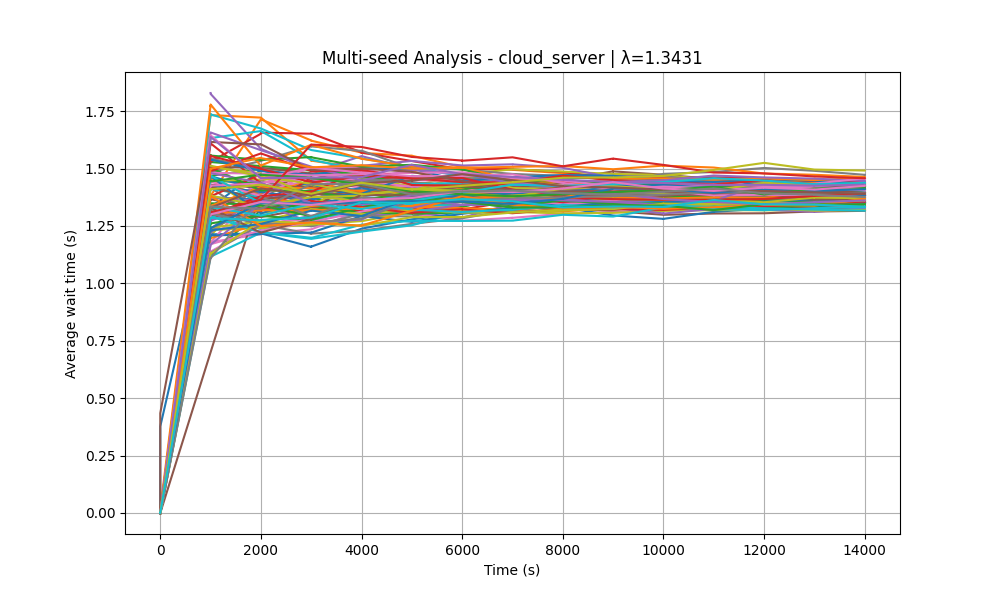 Multi-seed Analysis - cloud_server | λ=1.3431
Average wait time (s)
1.75
1.50
1.25
1.00
0.75
0.50
0.25
0.00
0 2000 4000 6000 8000 10000 12000 14000
Time (s)